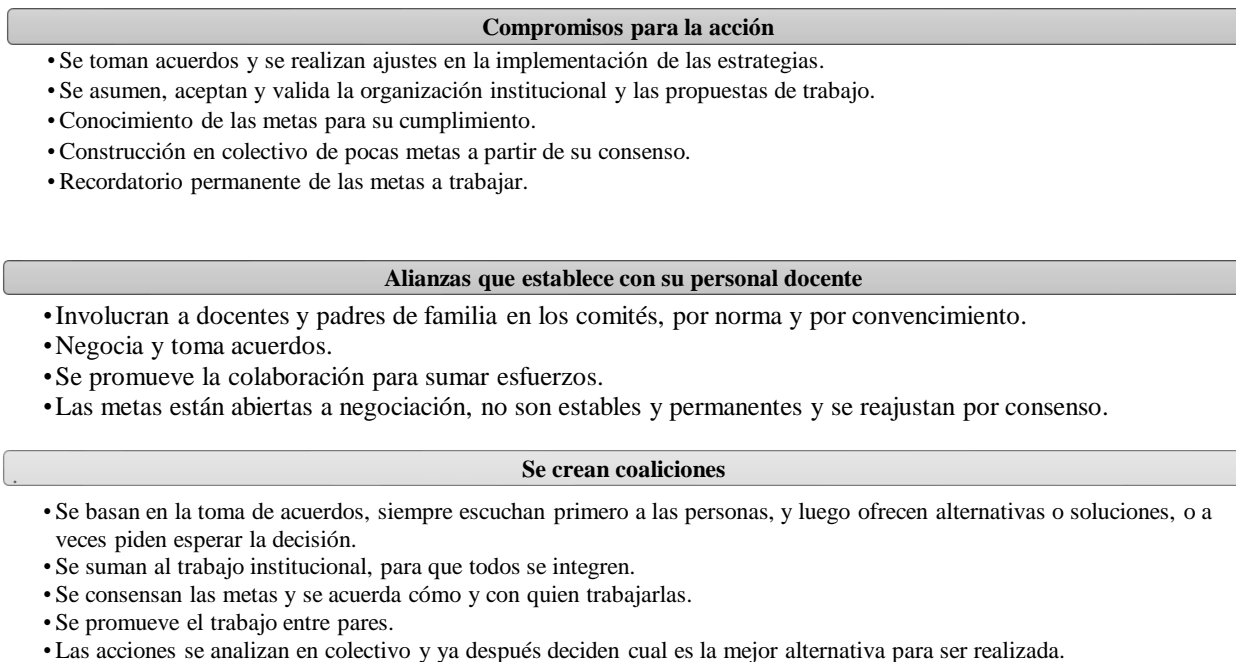 Compromisos para la acción
• Se toman acuerdos y se realizan ajustes en la implementación de las estrategias.
• Se asumen, aceptan y valida la organización institucional y las propuestas de trabajo.
• Conocimiento de las metas para su cumplimiento.
• Construcción en colectivo de pocas metas a partir de su consenso.
• Recordatorio permanente de las metas a trabajar.
Alianzas que establece con su personal docente
• Involucran a docentes y padres de familia en los comités, por norma y por convencimiento.
• Negocia y toma acuerdos.
• Se promueve la colaboración para sumar esfuerzos.
• Las metas están abiertas a negociación, no son estables y permanentes y se reajustan por consenso.
Se crean coaliciones
.
• Se basan en la toma de acuerdos, siempre escuchan primero a las personas, y luego ofrecen alternativas o soluciones, o a
veces piden esperar la decisión.
• Se suman al trabajo institucional, para que todos se integren.
• Se consensan las metas y se acuerda cómo y con quien trabajarlas.
• Se promueve el trabajo entre pares.
• Las acciones se analizan en colectivo y ya después deciden cual es la mejor alternativa para ser realizada.